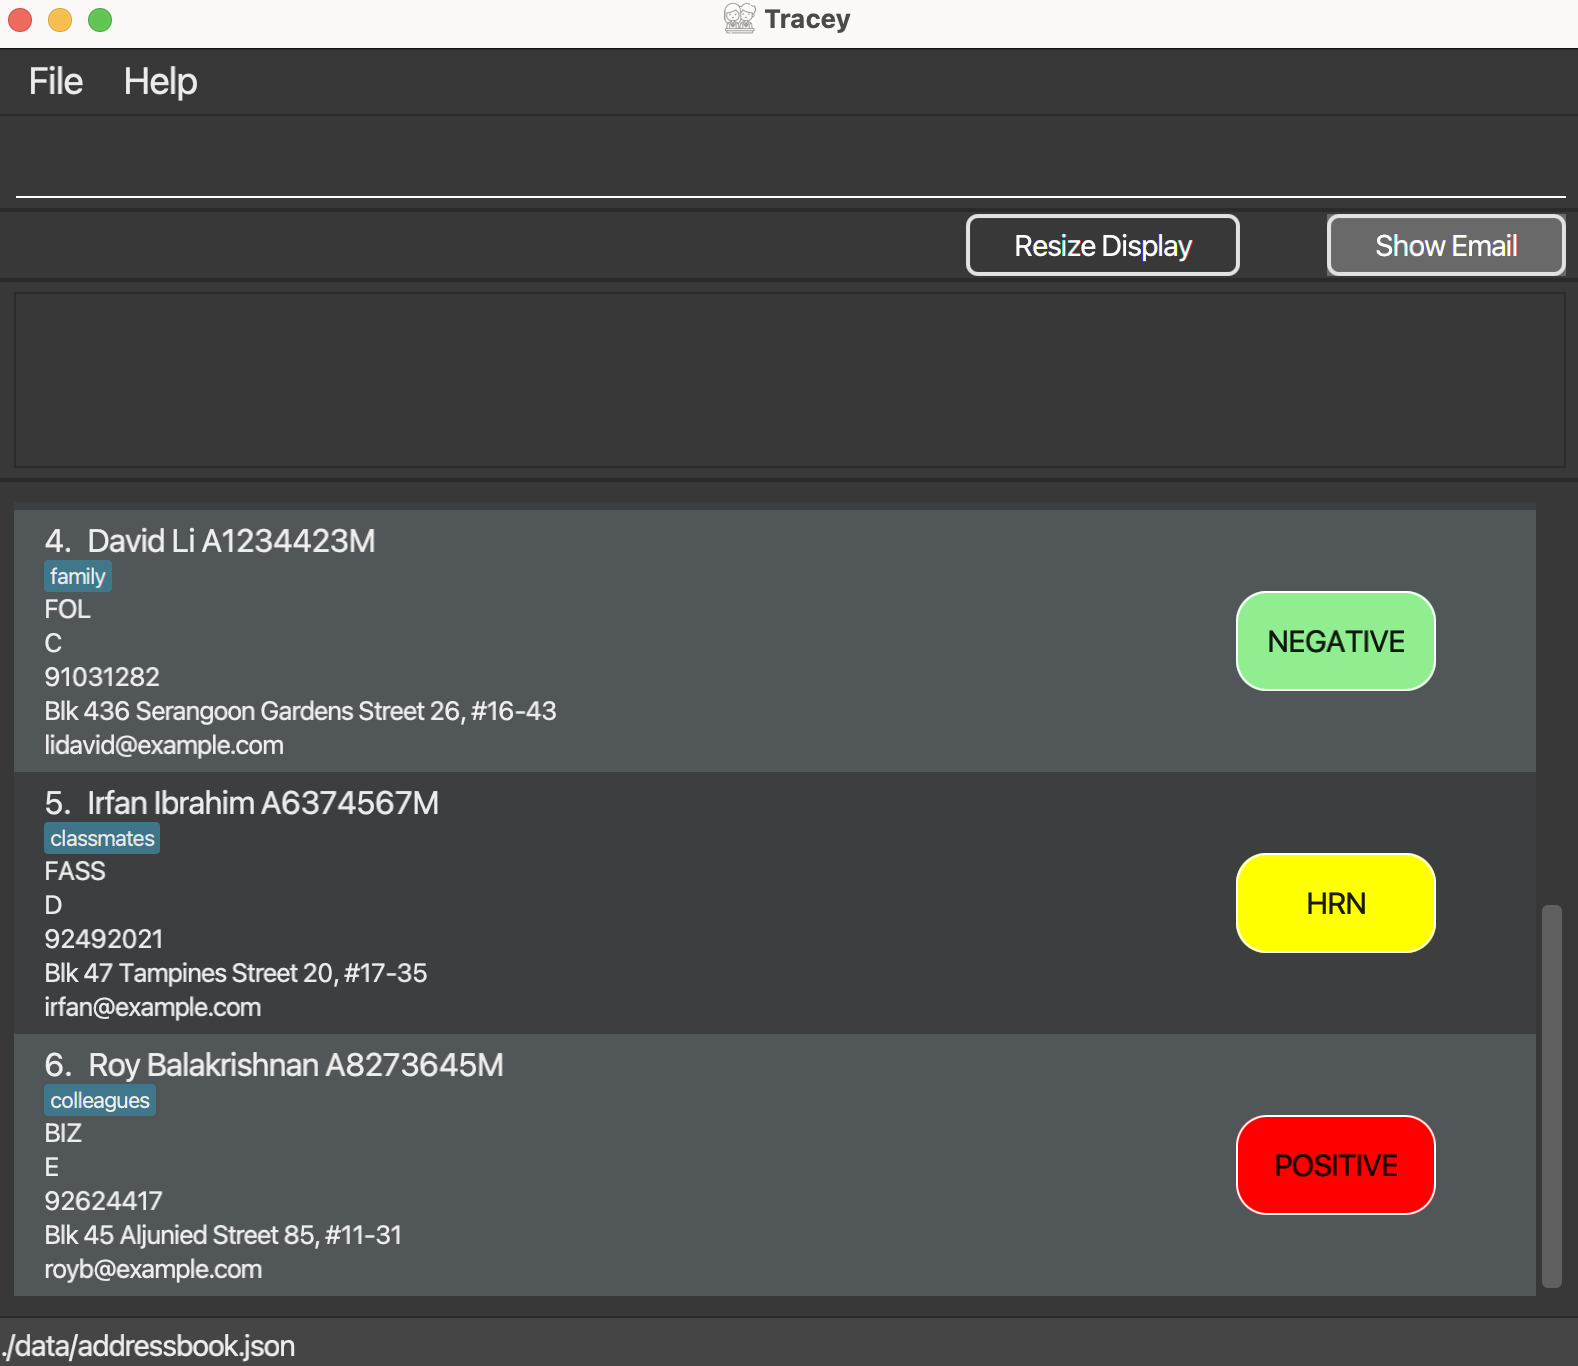 Tracey
File Help
Resize Display Show Email
4. David Li A1234423M
family
FOL
C
91031282
Blk 436 Serangoon Gardens Street 26, #16-43
lidavid@example.com
NEGATIVE
5. Irfan Ibrahim A6374567M
classmates
FASS
D
92492021
Blk 47 Tampines Street 20, #17-35
irfan@example.com
HRN
6. Roy Balakrishnan A8273645M
colleagues
BIZ
E
92624417
Blk 45 Aljunied Street 85, #11-31
royb@example.com
POSITIVE
./data/addressbook.json